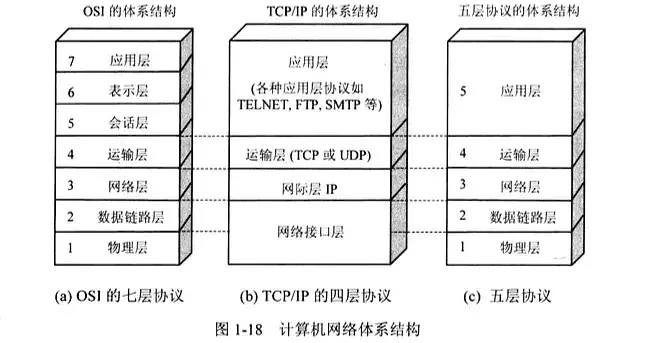 OSI 的体系结构
TCP/IP 的体系结构
五层协议的体系结构
7 应用层
6 表示层
5 会话层
4 运输层
3 网络层
2 数据链路层
1 物理层
应用层
(各种应用层协议如
TELNET, FTP, SMTP 等)
运输层 (TCP 或 UDP)
网际层 IP
网络接口层
5 应用层
4 运输层
3 网络层
2 数据链路层
1 物理层
(a) OSI 的七层协议
(b) TCP/IP 的四层协议
(c) 五层协议
图 1-18 计算机网络体系结构